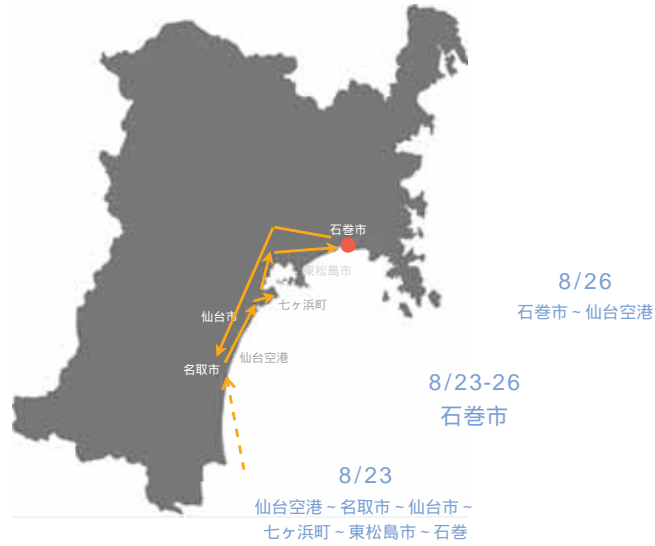 石巻市
東松島市
七ヶ浜町
仙台市
仙台空港
名取市
8/26
石巻市~仙台空港
8/23-26
石巻市
8/23
仙台空港~名取市~仙台市~
七ヶ浜町~東松島市~石巻